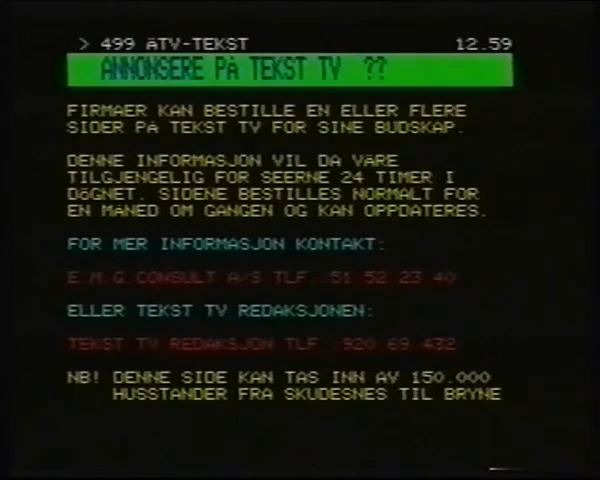 > 499 ÅTV-TEKST 12.59
ANNONSERE PÅ TEKST TV ??
FIRMAER KAN BESTILLE EN ELLER FLERE
SIDER PÅ TEKST TV FOR SINE BUDSKAP.
DENNE INFORMASJON VIL DA VÄRE
TILGJENGELIG FOR SEERNE 24 TIMER I
DÖGNET. SIDENE BESTILLES NORMALT FOR
EN MÅNED OM GANGEN OG KAN OPPDATERES.
FOR MER INFORMASJON KONTAKT:
E.M.G.CONSULT A/S TLF.:51 52 23 40
ELLER TEKST TV REDAKSJONEN:
TEKST TV REDAKSJON TLF.:920 69 432
NB! DENNE SIDE KAN TAS INN AV 150.000
HUSSTANDER FRA SKUDESNES TIL BRYNE